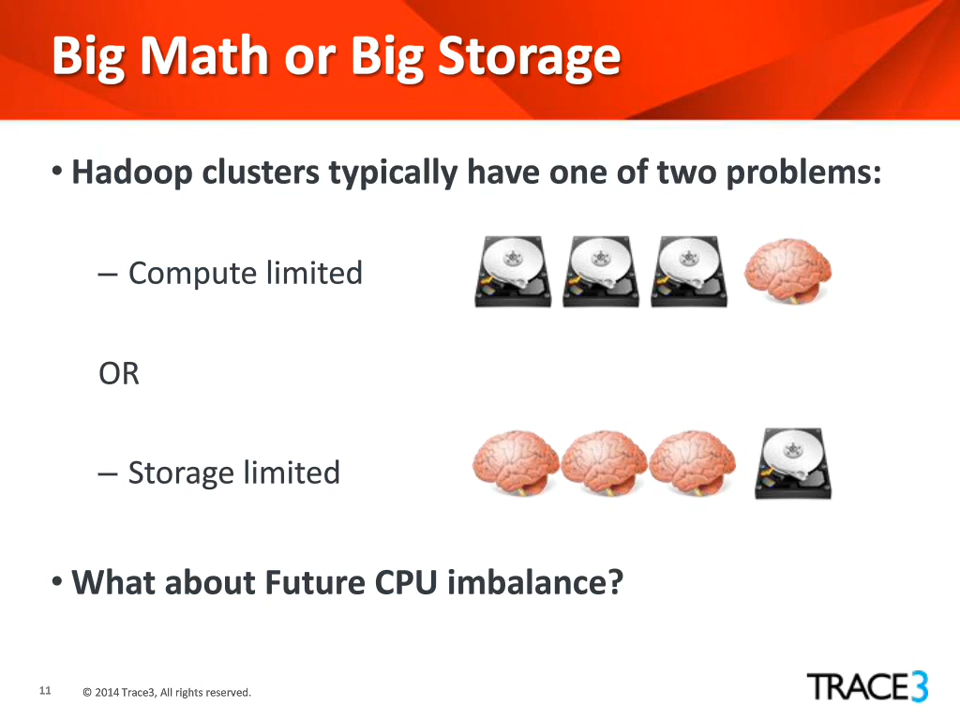 Big Math or Big Storage
• Hadoop clusters typically have one of two problems:
– Compute limited
OR
– Storage limited
• What about Future CPU imbalance?
11 © 2014 Trace3, All rights reserved.
TRACE3